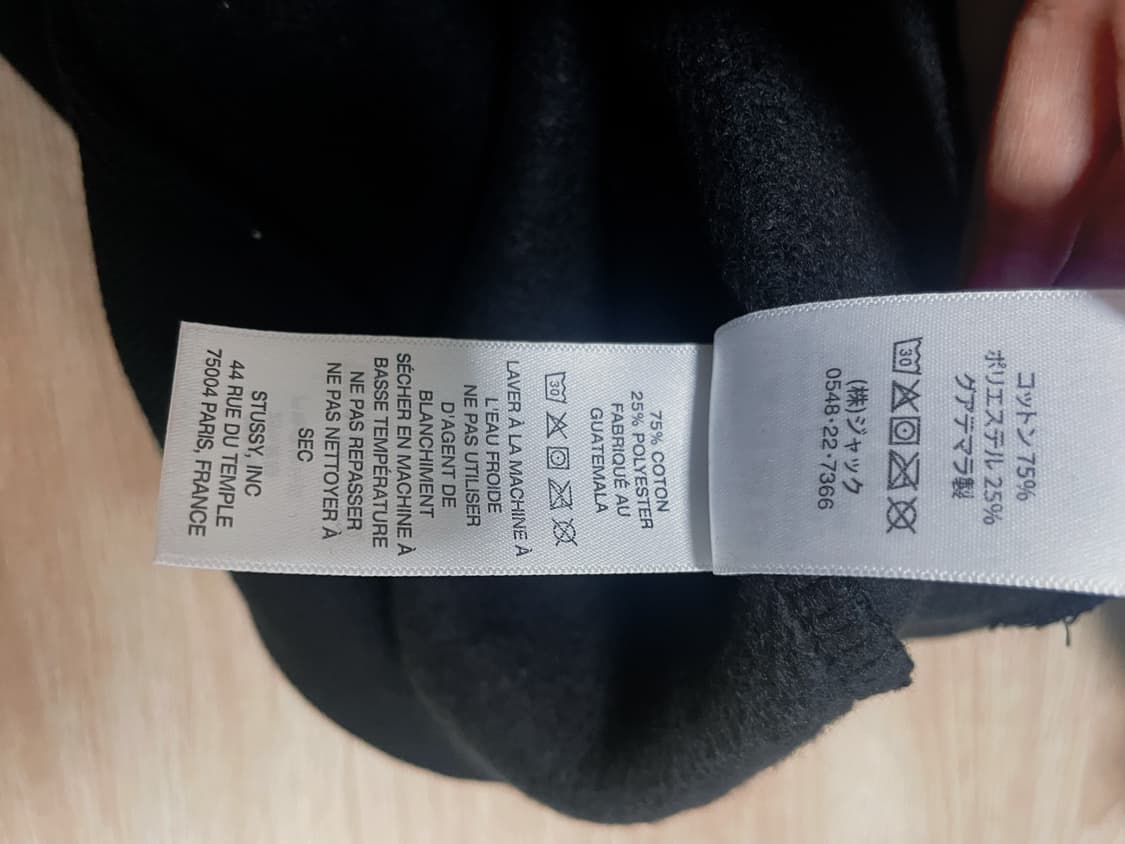 コットン 75%
ポリエステル 25%
グアテマラ製
30
(株)ジャック
0548・22・7366
75% COTON
25% POLYESTER
FABRIQUÉ AU
GUATEMALA
30
LAVER À LA MACHINE À
L'EAU FROIDE
NE PAS UTILISER
D'AGENT DE
BLANCHIMENT
SÉCHER EN MACHINE À
BASSE TEMPÉRATURE
NE PAS REPASSER
NE PAS NETTOYER À
SEC
STUSSY, INC
44 RUE DU TEMPLE
75004 PARIS, FRANCE